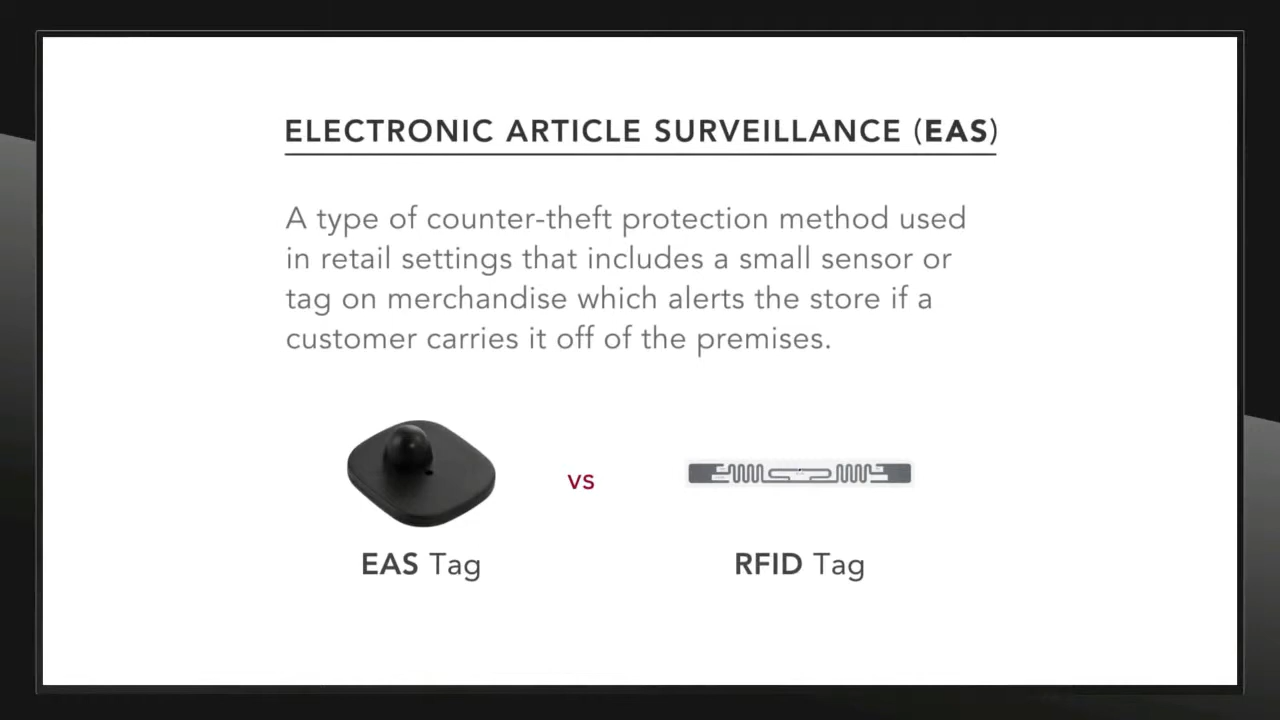 ELECTRONIC ARTICLE SURVEILLANCE (EAS)
A type of counter-theft protection method used
in retail settings that includes a small sensor or
tag on merchandise which alerts the store if a
customer carries it off of the premises.
vs
EAS Tag
RFID Tag